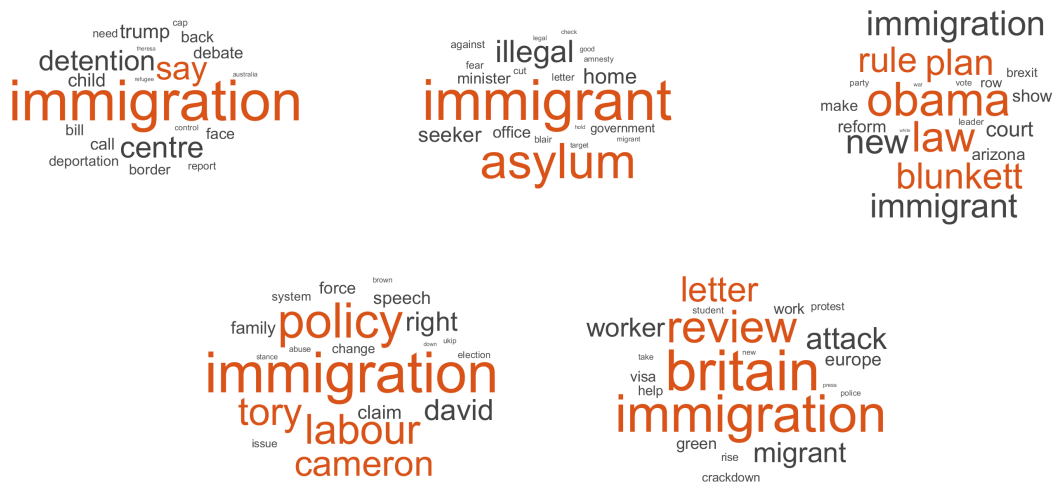 cap
need trump back
theresa
detention say debate
child refugee australia
immigration
bill control face
call centre
deportation border report
legal check
against illegal good
fear cut amnesty
minister letter home
immigrant
seeker office hold government
blair migrant
target
asylum
immigration
rule plan brexit
party war vote row
make obama show
reform leader
new white law court
arizona
blunkett
immigrant
brown
system force speech
family policy right
ukip
stance abuse change down election
immigration
tory claim david
issue labour
cameron
letter
student work protest
worker review attack
take new europe
visa britain
help press police
immigration
green rise migrant
crackdown